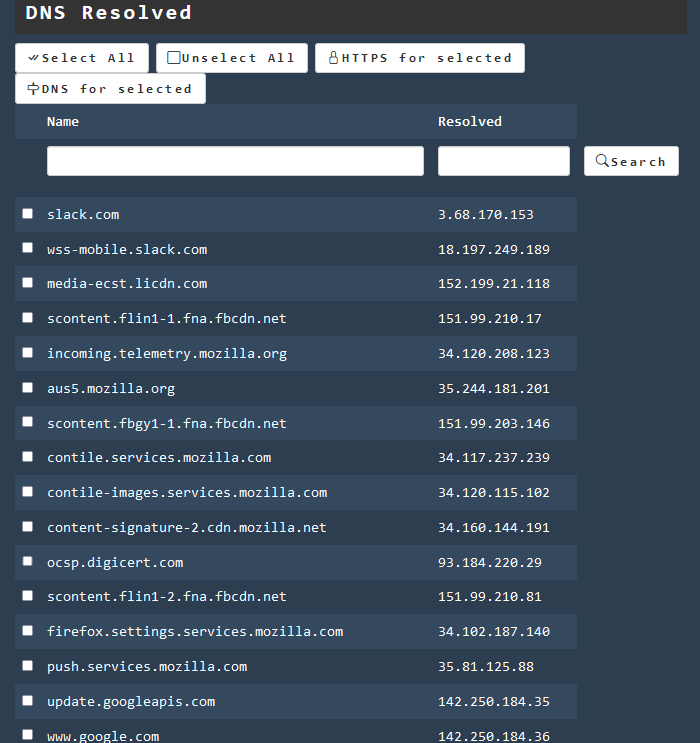 DNS Resolved
Select All Unselect All HTTPS for selected
DNS for selected
Name Resolved
Search
slack.com 3.68.170.153
wss-mobile.slack.com 18.197.249.189
media-ecst.licdn.com 152.199.21.118
scontent.flin1-1.fna.fbcdn.net 151.99.210.17
incoming.telemetry.mozilla.org 34.120.208.123
aus5.mozilla.org 35.244.181.201
scontent.fbgy1-1.fna.fbcdn.net 151.99.203.146
contile.services.mozilla.com 34.117.237.239
contile-images.services.mozilla.com 34.120.115.102
content-signature-2.cdn.mozilla.net 34.160.144.191
ocsp.digicert.com 93.184.220.29
scontent.flin1-2.fna.fbcdn.net 151.99.210.81
firefox.settings.services.mozilla.com 34.102.187.140
push.services.mozilla.com 35.81.125.88
update.googleapis.com 142.250.184.35
www.google.com 142.250.184.36